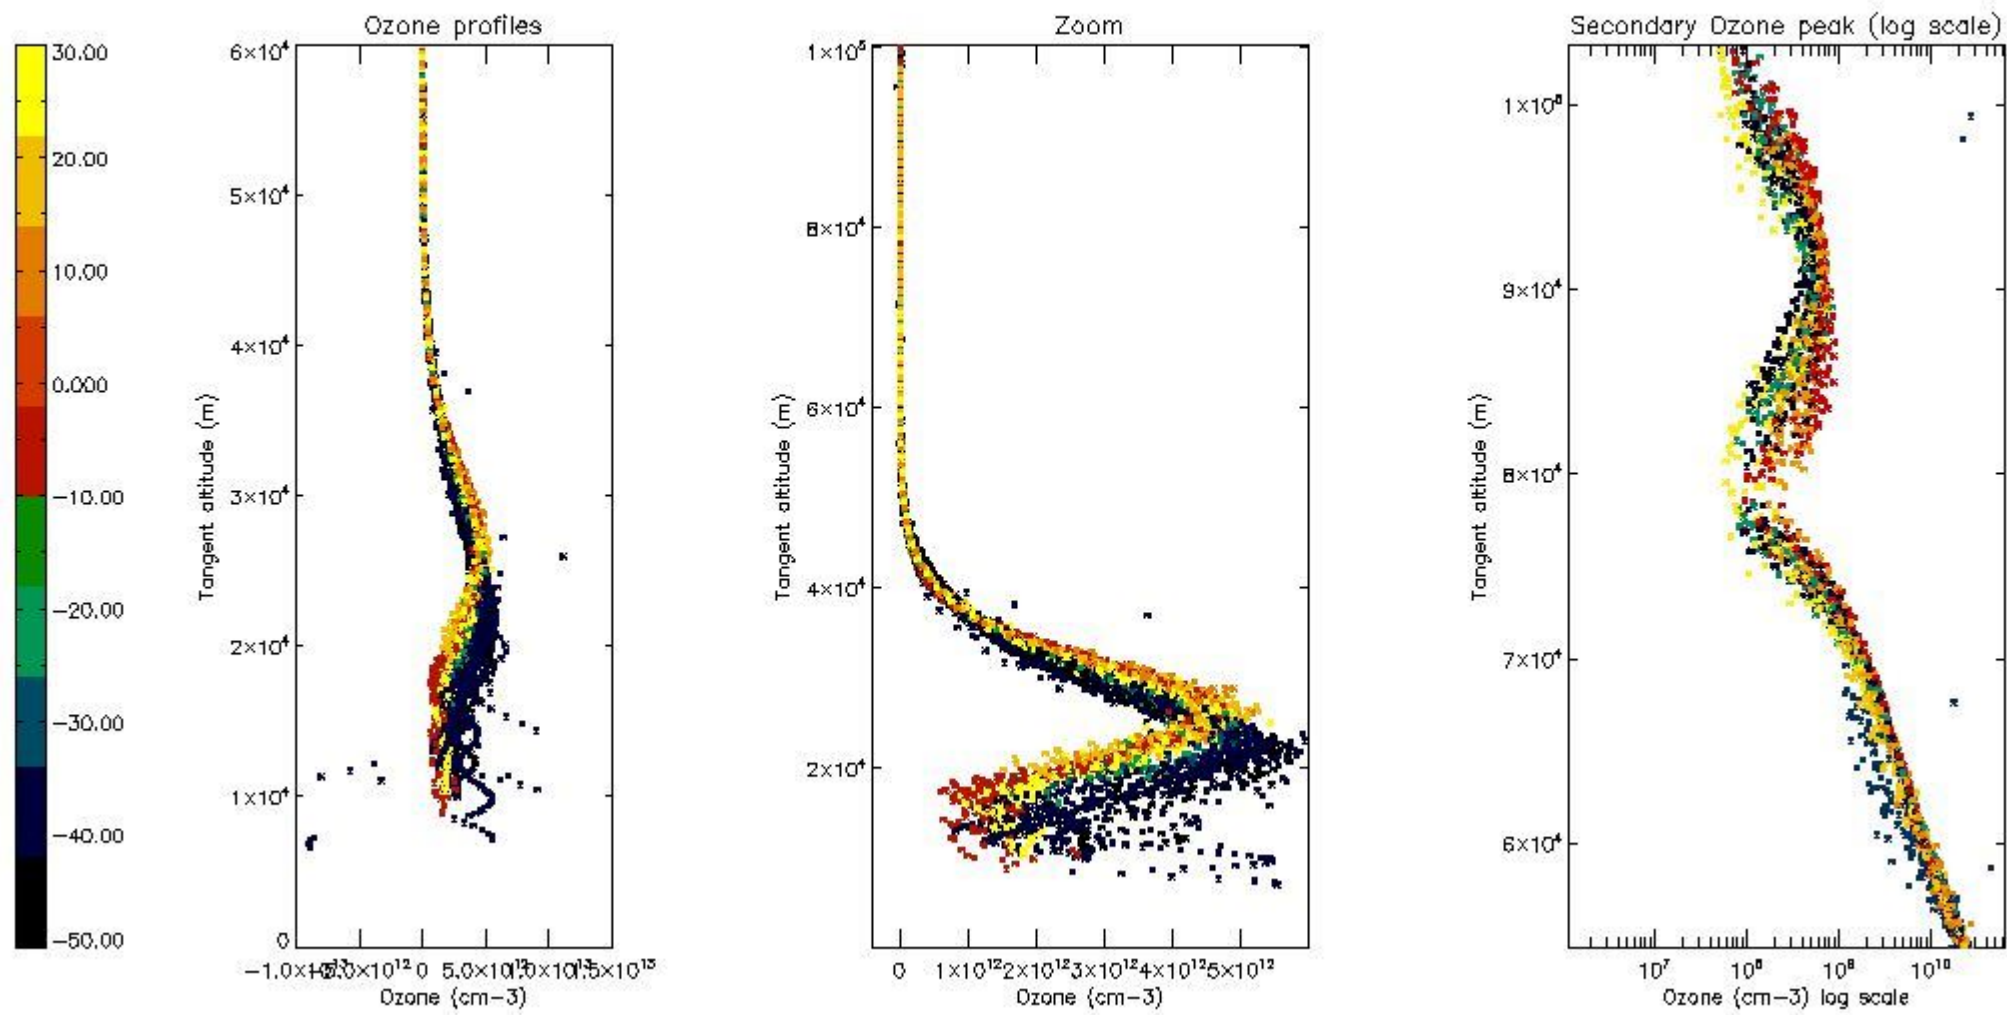 Ozone profiles
Zoom
Secondary Ozone peak (log scale)
30.00
20.00
10.00
0.000
−10.00
−20.00
−30.00
−40.00
−50.00
Tangent altitude (m)
6×10⁴
5×10⁴
4×10⁴
3×10⁴
2×10⁴
1×10⁴
0
5.0×10¹²
0
Ozone (cm−3)
Tangent altitude (m)
1×10⁵
8×10⁴
6×10⁴
4×10⁴
2×10⁴
0 1×10¹² 2×10¹² 3×10¹² 4×10¹² 5×10¹²
Ozone (cm−3)
Tangent altitude (m)
9×10⁴
8×10⁴
7×10⁴
6×10⁴
10⁷ 10⁸ 10⁹ 10¹⁰
Ozone (cm−3) log scale